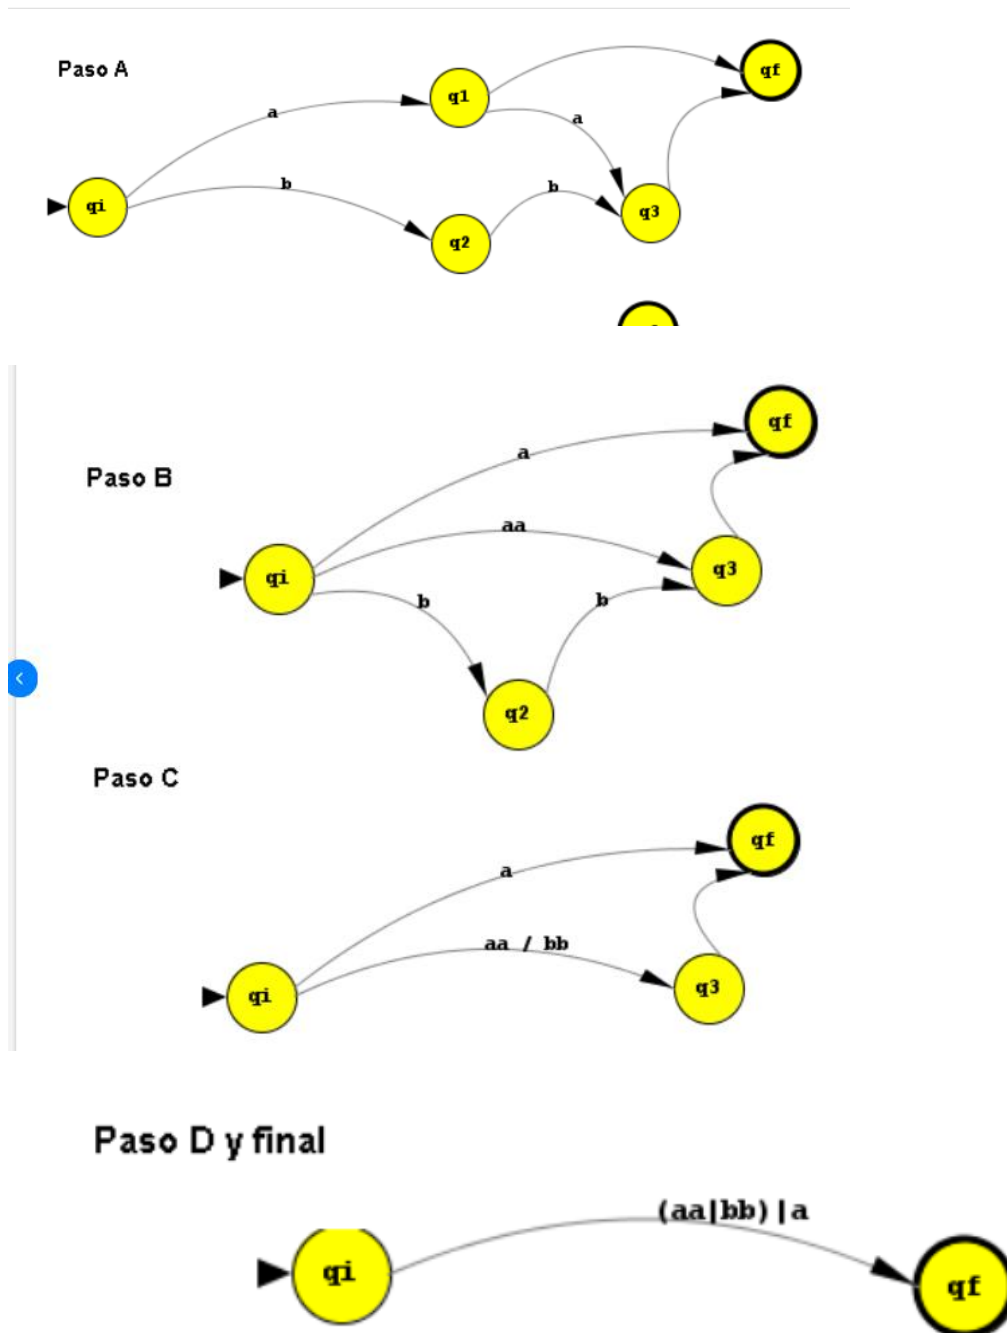 Paso A
qf
q1
a
a
b
b
qi
q3
q2
Paso B
qf
a
aa
qi
q3
b
b
q2
Paso C
qf
a
aa / bb
qi
q3
Paso D y final
(aa|bb)|a
qi
qf